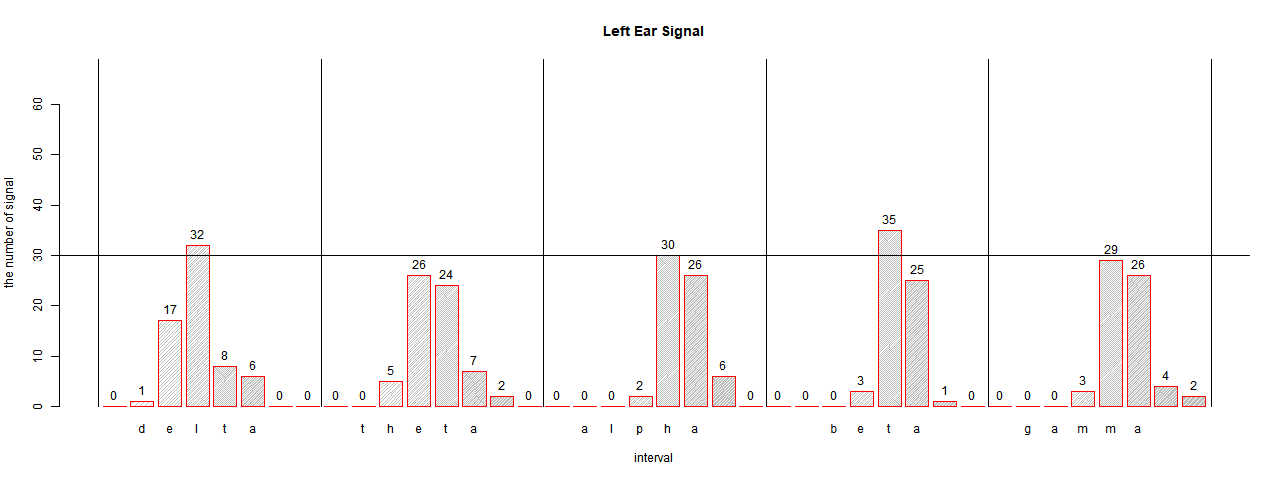 Left Ear Signal
the number of signal
60
50
40
30
20
10
0
0 1 17 32 8 6 0 0 0 0 5 26 24 7 2 0 0 0 0 2 30 26 6 0 0 0 0 3 35 25 1 0 0 0 0 3 29 26 4 2
d e l t a t h e t a a l p h a b e t a g a m m a
interval